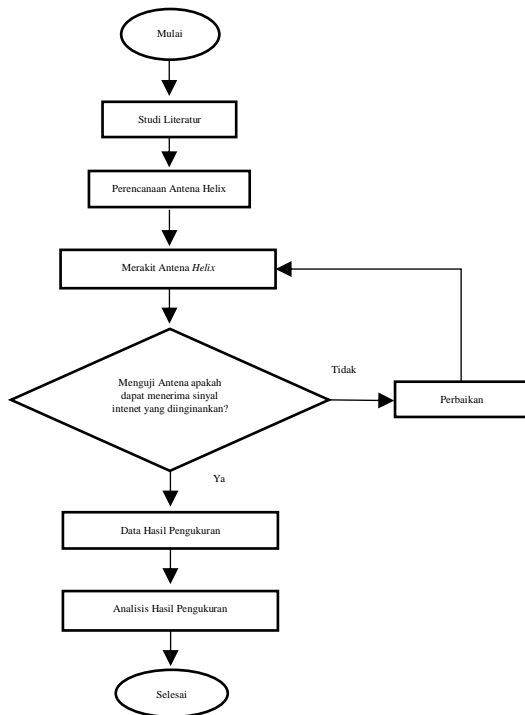 Mulai
Studi Literatur
Perencanaan Antena Helix
Merakit Antena Helix
Menguji Antena apakah
dapat menerima sinyal
intenet yang diinginankan?
Tidak
Perbaikan
Ya
Data Hasil Pengukuran
Analisis Hasil Pengukuran
Selesai